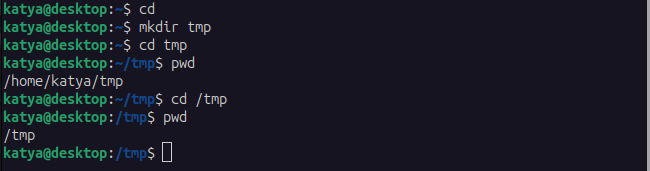 katya@desktop:~$ cd
katya@desktop:~$ mkdir tmp
katya@desktop:~$ cd tmp
katya@desktop:~/tmp$ pwd
/home/katya/tmp
katya@desktop:~/tmp$ cd /tmp
katya@desktop:/tmp$ pwd
/tmp
katya@desktop:/tmp$